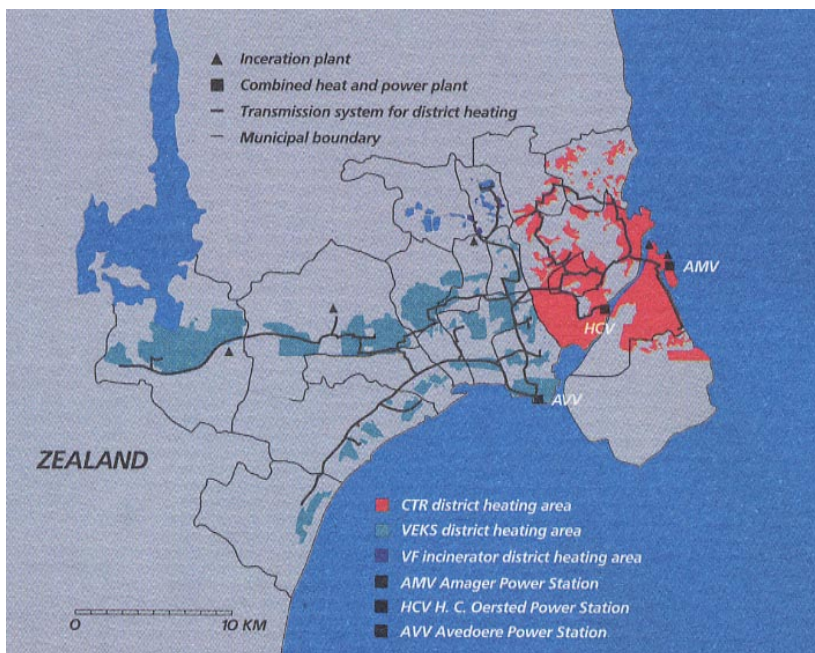 Inceration plant
Combined heat and power plant
Transmission system for district heating
Municipal boundary
AMV
HCV
AVV
ZEALAND
CTR district heating area
VEKS district heating area
VF incinerator district heating area
AMV Amager Power Station
HCV H. C. Oersted Power Station
AVV Avedoere Power Station
0 10 KM